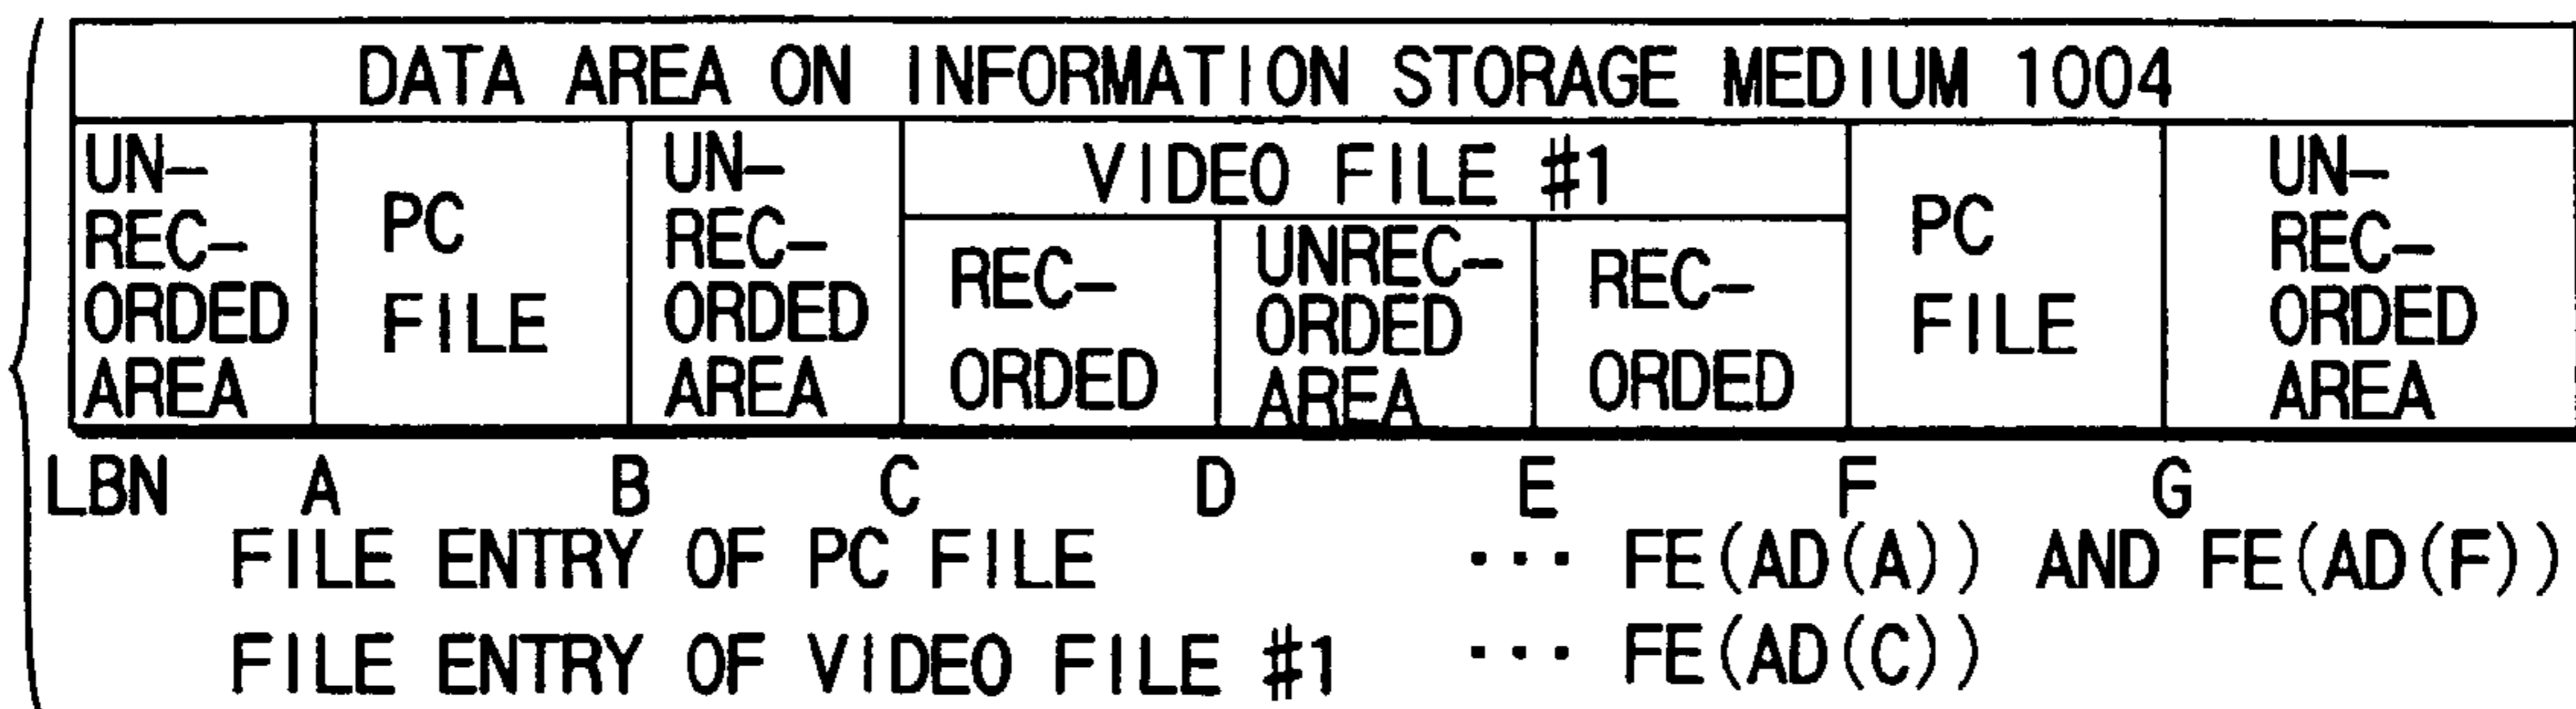 DATA AREA ON INFORMATION STORAGE MEDIUM 1004
UN-
REC-
ORDED
AREA
PC
FILE
UN-
REC-
ORDED
AREA
VIDEO FILE #1
REC-
ORDED
UNREC-
ORDED
AREA
REC-
ORDED
PC
FILE
UN-
REC-
ORDED
AREA
LBN A B C D E F G
FILE ENTRY OF PC FILE ··· FE(AD(A)) AND FE(AD(F))
FILE ENTRY OF VIDEO FILE #1 ··· FE(AD(C))